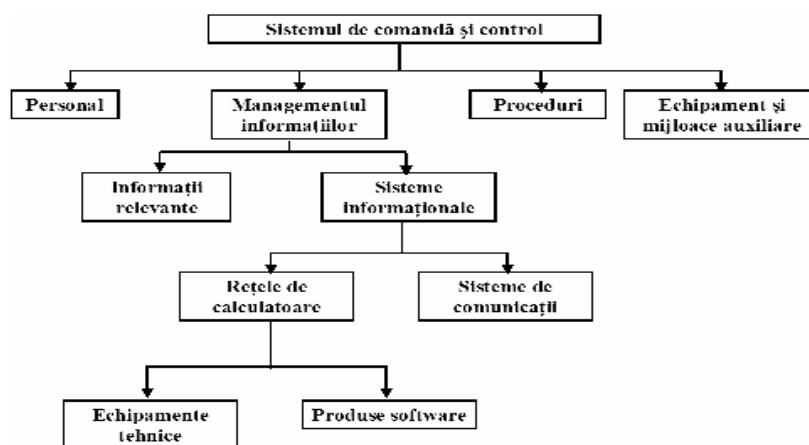 Sistemul de comandă și control
Personal
Managementul
informațiilor
Proceduri
Echipament și
mijloace auxiliare
Informații
relevante
Sisteme
informaționale
Rețele de
calculatoare
Sisteme de
comunicații
Echipamente
tehnice
Produse software